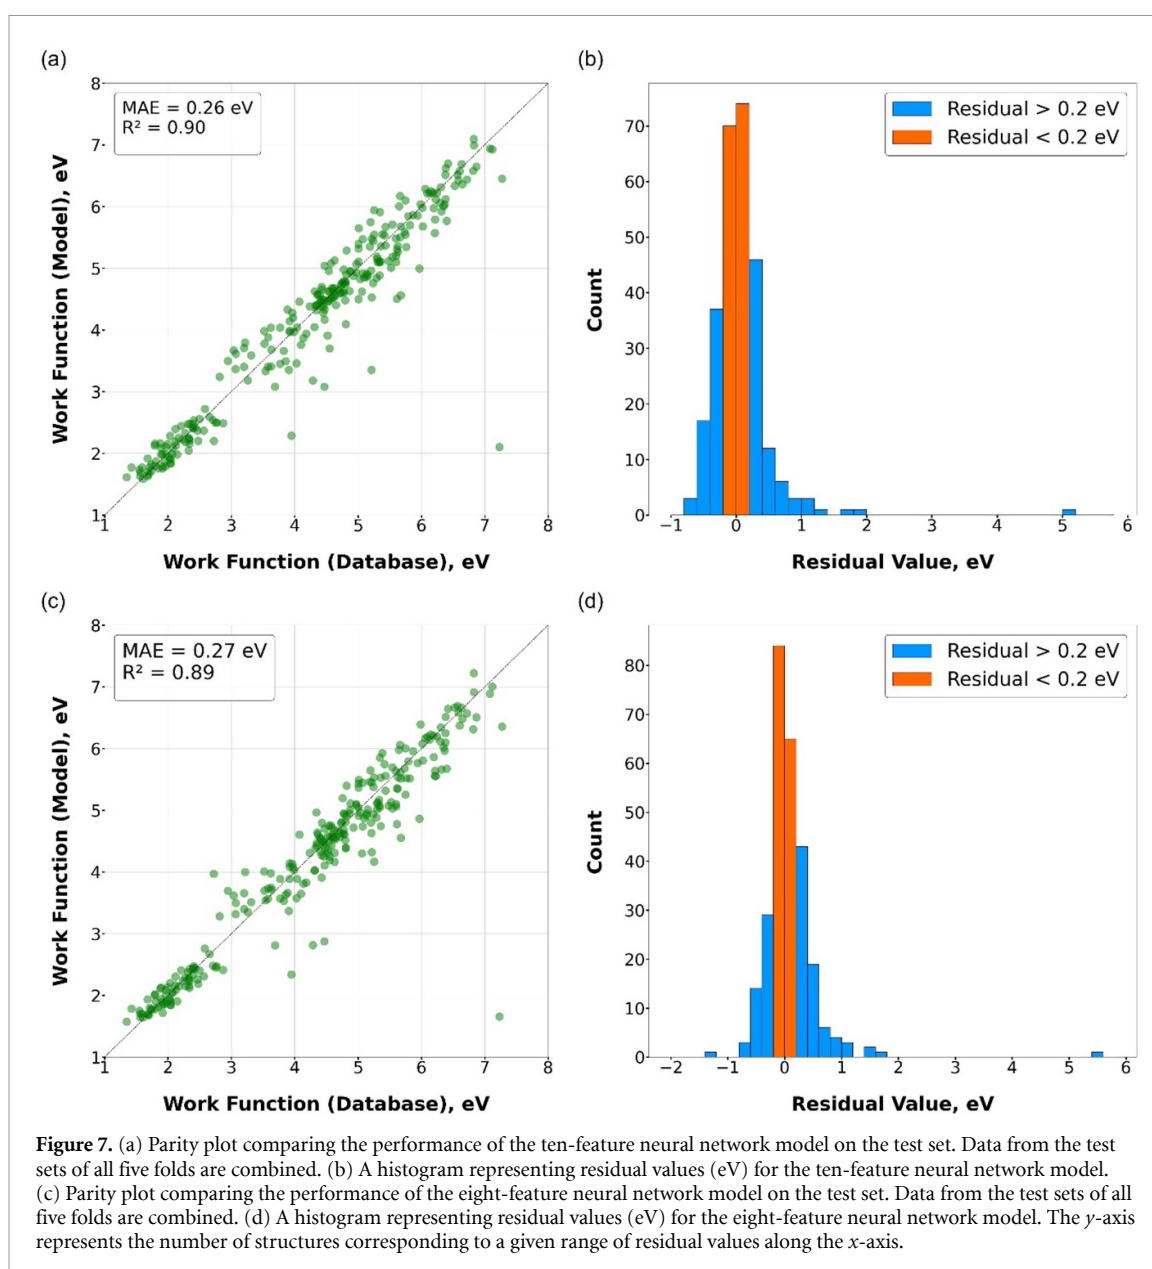 (a)
MAE = 0.26 eV
R² = 0.90
Work Function (Model), eV
8
7
6
5
4
3
2
1
1 2 3 4 5 6 7 8
Work Function (Database), eV
(b)
Residual > 0.2 eV
Residual < 0.2 eV
Count
70
60
50
40
30
20
10
0
−1 0 1 2 3 4 5 6
Residual Value, eV
(c)
MAE = 0.27 eV
R² = 0.89
Work Function (Model), eV
8
7
6
5
4
3
2
1
1 2 3 4 5 6 7 8
Work Function (Database), eV
(d)
Residual > 0.2 eV
Residual < 0.2 eV
Count
80
70
60
50
40
30
20
10
0
−2 −1 0 1 2 3 4 5 6
Residual Value, eV
Figure 7. (a) Parity plot comparing the performance of the ten-feature neural network model on the test set. Data from the test
sets of all five folds are combined. (b) A histogram representing residual values (eV) for the ten-feature neural network model.
(c) Parity plot comparing the performance of the eight-feature neural network model on the test set. Data from the test sets of all
five folds are combined. (d) A histogram representing residual values (eV) for the eight-feature neural network model. The y-axis
represents the number of structures corresponding to a given range of residual values along the x-axis.